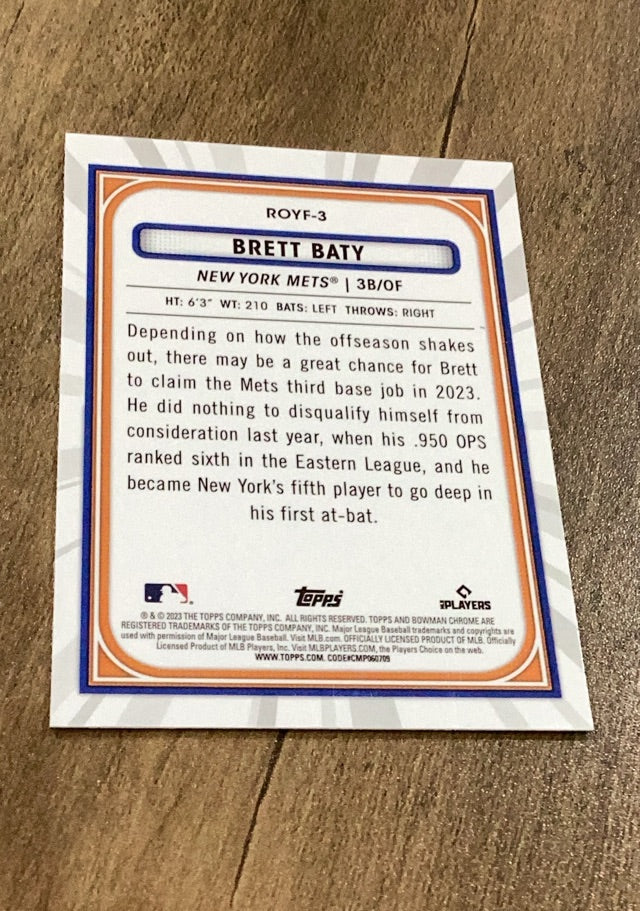 ROYF-3
BRETT BATY
NEW YORK METS® | 3B/OF
HT: 6'3" WT: 210 BATS: LEFT THROWS: RIGHT
Depending on how the offseason shakes
out, there may be a great chance for Brett
to claim the Mets third base job in 2023.
He did nothing to disqualify himself from
consideration last year, when his .950 OPS
ranked sixth in the Eastern League, and he
became New York's fifth player to go deep in
his first at-bat.
topps PLAYERS
® & © 2023 THE TOPPS COMPANY, INC. ALL RIGHTS RESERVED. TOPPS AND BOWMAN CHROME ARE
REGISTERED TRADEMARKS OF THE TOPPS COMPANY, INC. Major League Baseball trademarks and copyrights are
used with permission of Major League Baseball. Visit MLB.com. OFFICIALLY LICENSED PRODUCT OF MLB. Officially
Licensed Product of MLB Players, Inc. Visit MLBPLAYERS.COM, the Players Choice on the web.
WWW.TOPPS.COM. CODE#CMP060709